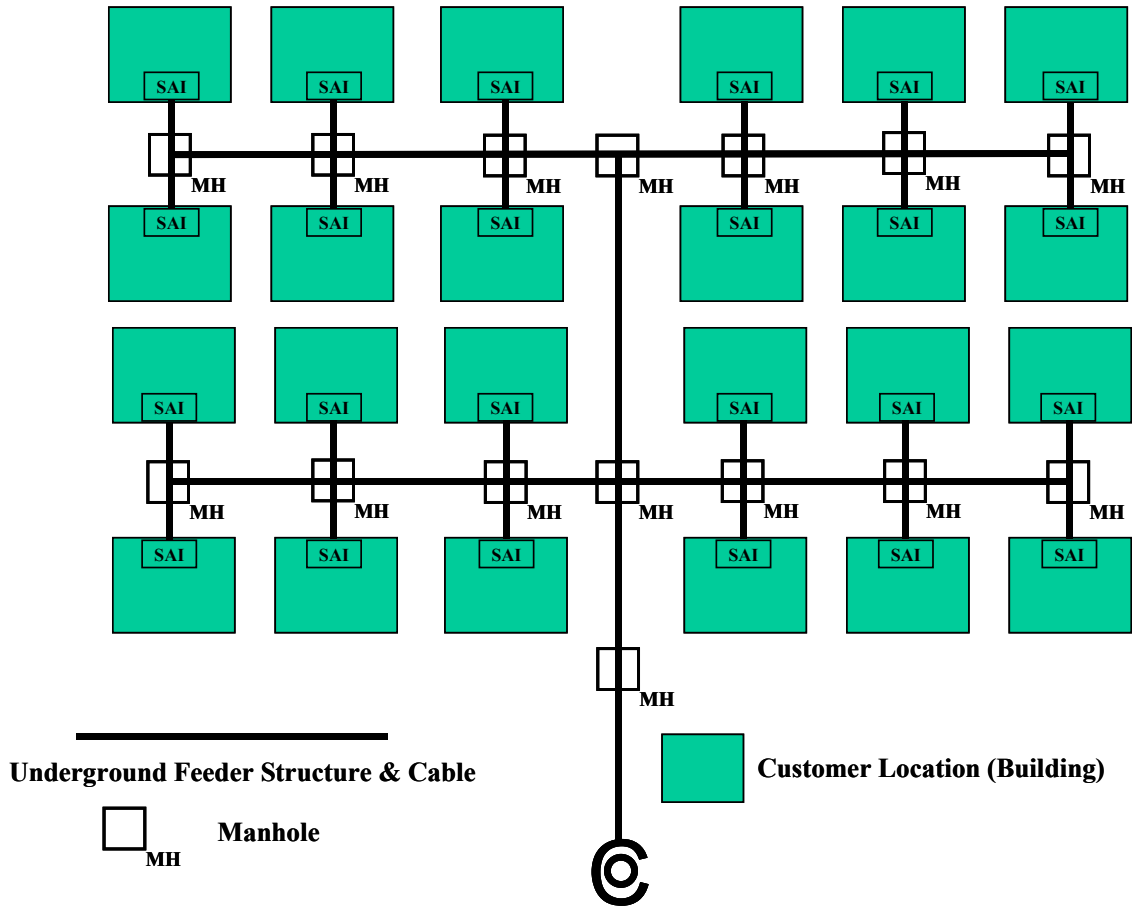 SAI SAI SAI SAI SAI SAI
MH MH MH MH MH MH MH
SAI SAI SAI SAI SAI SAI
SAI SAI SAI SAI SAI SAI
MH MH MH MH MH MH MH
SAI SAI SAI SAI SAI SAI
MH
Underground Feeder Structure & Cable
Customer Location (Building)
Manhole
MH